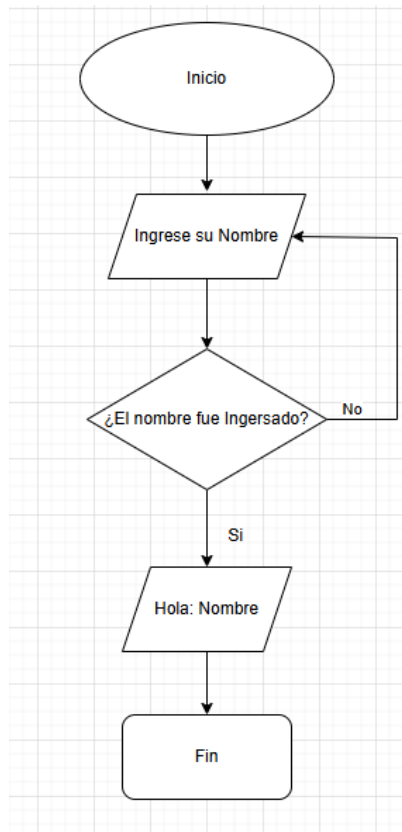 Inicio
Ingrese su Nombre
¿El nombre fue Ingersado?
No
Si
Hola: Nombre
Fin